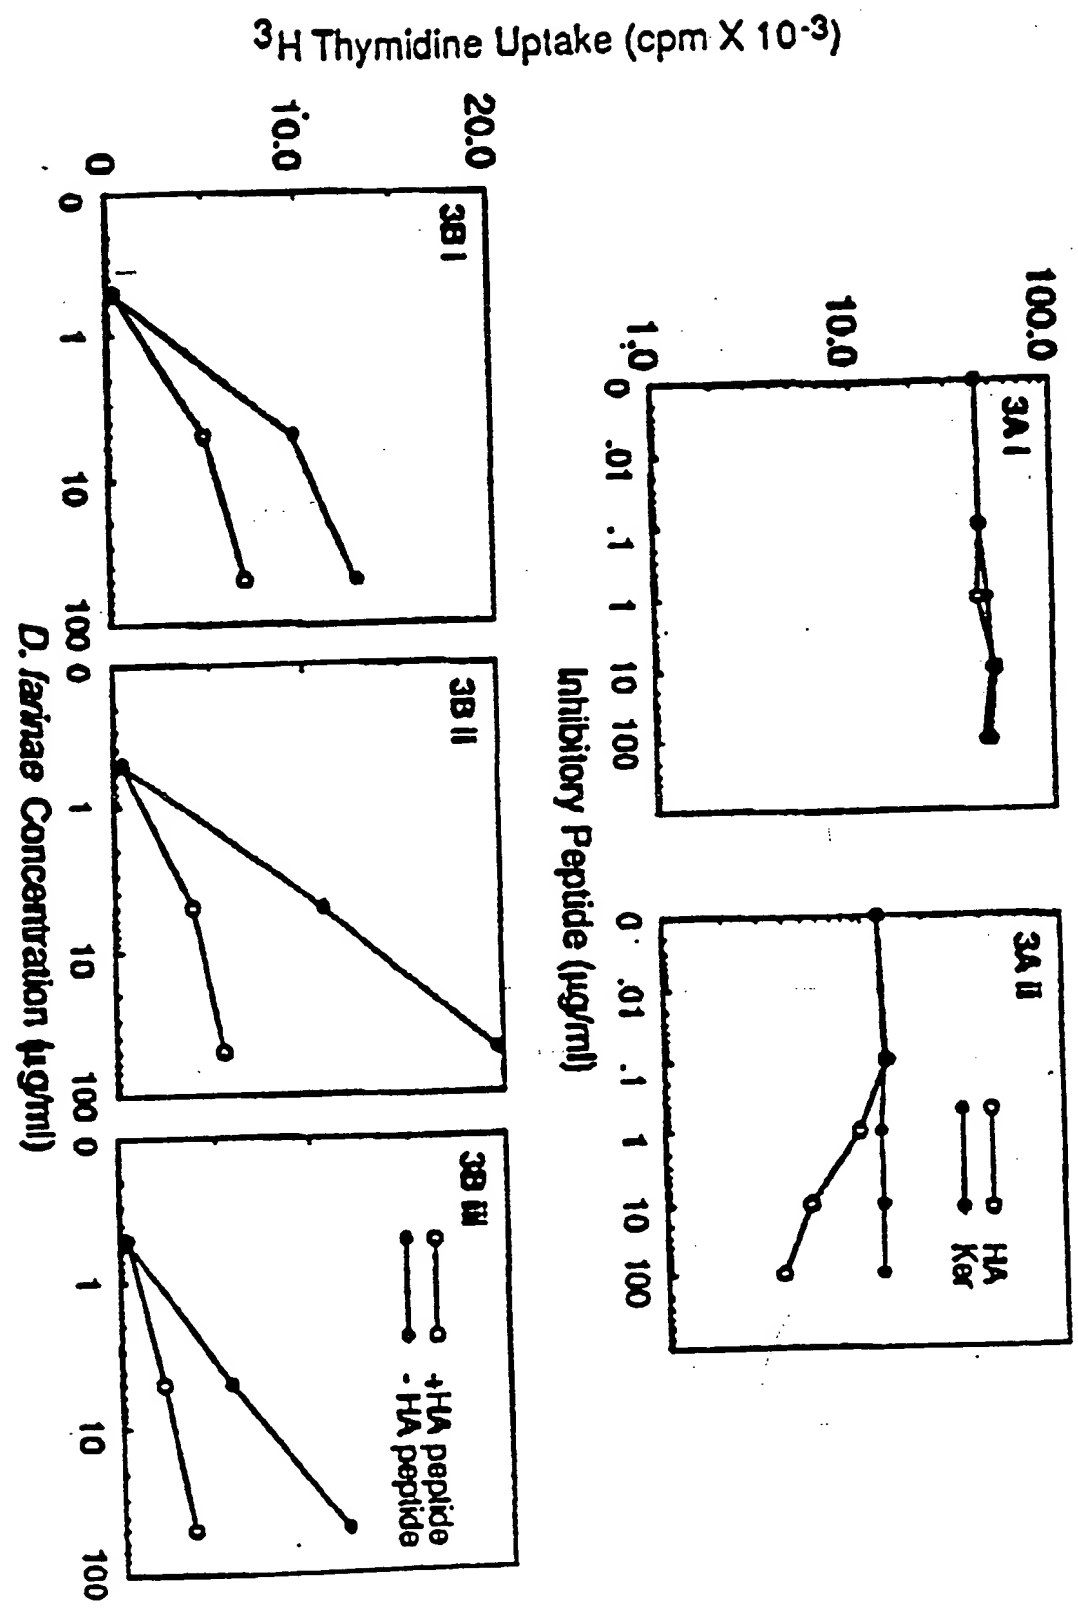 ³H Thymidine Uptake (cpm X 10⁻³)
100.0
10.0
1.0
3A I
0 .01 .1 1 10 100
3A II
HA
Ker
0 .01 .1 1 10 100
Inhibitory Peptide (µg/ml)
20.0
10.0
0
3B I
0 1 10 100
3B II
0 1 10 100
3B III
+HA peptide
- HA peptide
0 1 10 100
D. farinae Concentration (µg/ml)